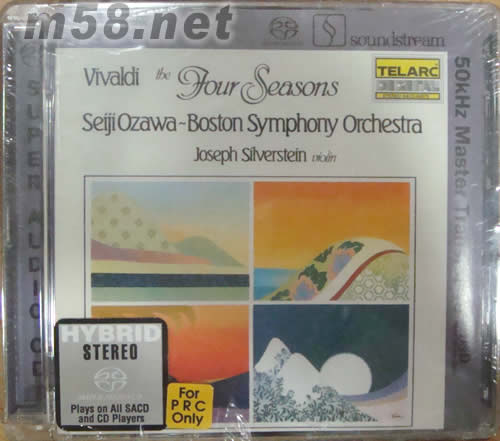 m58.net
soundstream
TELARC
DIGITAL
50kHz Master
SUPER AUDIO CD
Vivaldi the Four Seasons
Seiji Ozawa ~ Boston Symphony Orchestra
Joseph Silverstein violin
HYBRID
STEREO
Plays on All SACD
and CD Players
For
PRC
Only